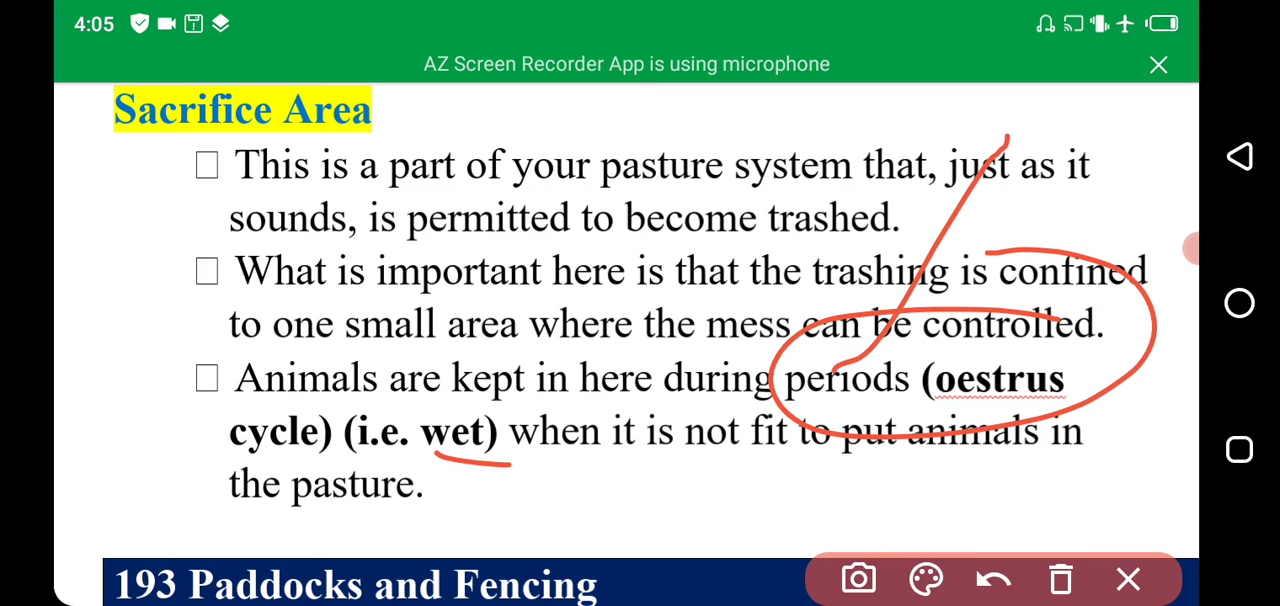 4:05
AZ Screen Recorder App is using microphone
Sacrifice Area
This is a part of your pasture system that, just as it
sounds, is permitted to become trashed.
What is important here is that the trashing is confined
to one small area where the mess can be controlled.
Animals are kept in here during periods (oestrus
cycle) (i.e. wet) when it is not fit to put animals in
the pasture.
193 Paddocks and Fencing